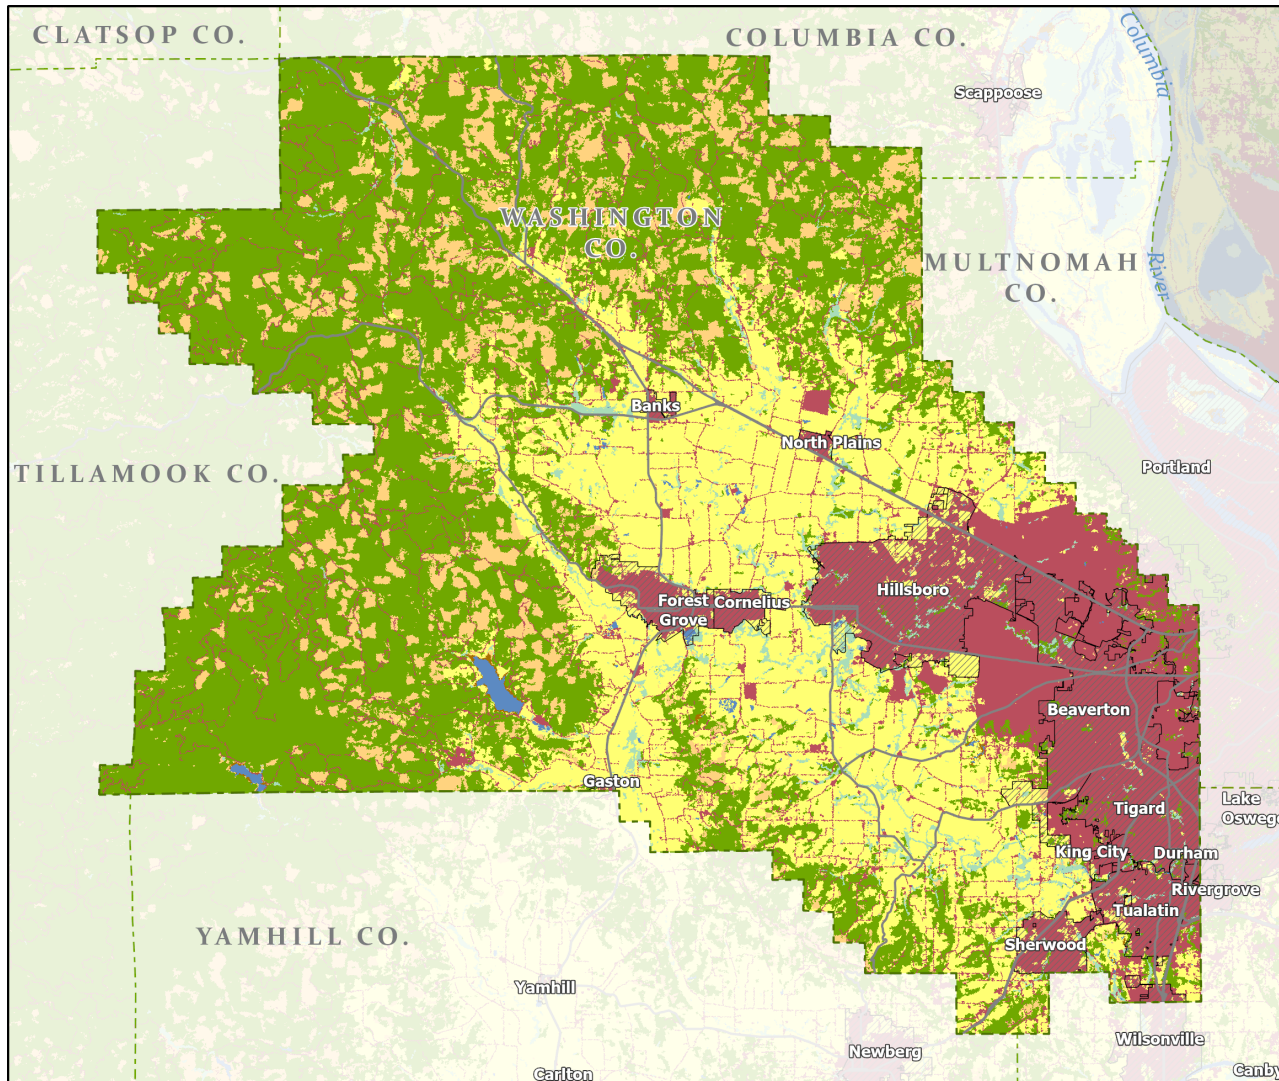 CLATSOP CO.
COLUMBIA CO.
Columbia
Scappoose
WASHINGTON
CO.
MULTNOMAH
CO.
River
Banks
North Plains
TILLAMOOK CO.
Portland
Hillsboro
Forest
Grove
Cornelius
Beaverton
Gaston
Tigard
Lake
Osweg
King City
Durham
Rivergrove
Tualatin
YAMHILL CO.
Sherwood
Yamhill
Wilsonville
Newberg
Carlton
Canby